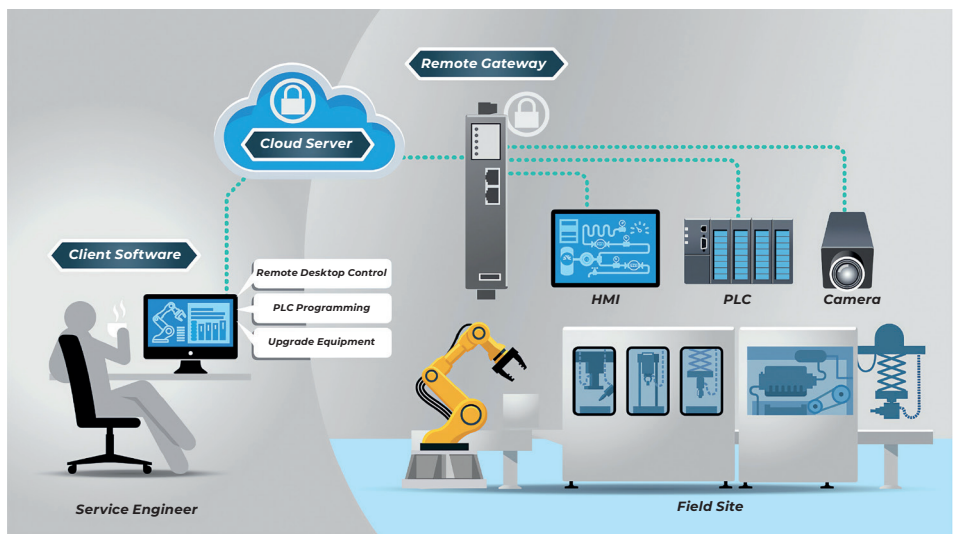 Remote Gateway
Cloud Server
Client Software
Remote Desktop Control
PLC Programming
Upgrade Equipment
HMI
PLC
Camera
Service Engineer
Field Site